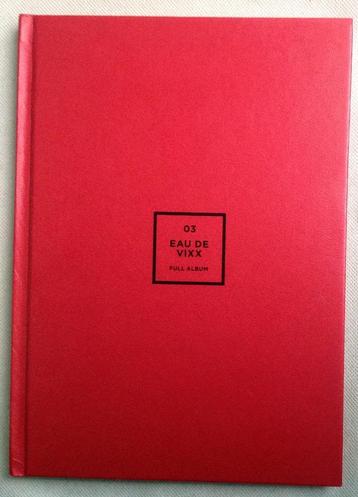 03
EAU DE
VIXX
FULL ALBUM